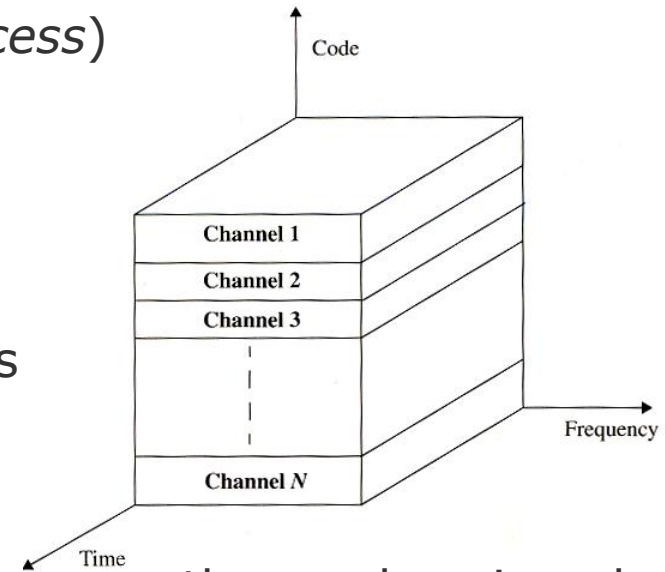 cess)
Code
Channel 1
Channel 2
Channel 3
s
Frequency
Channel N
Time